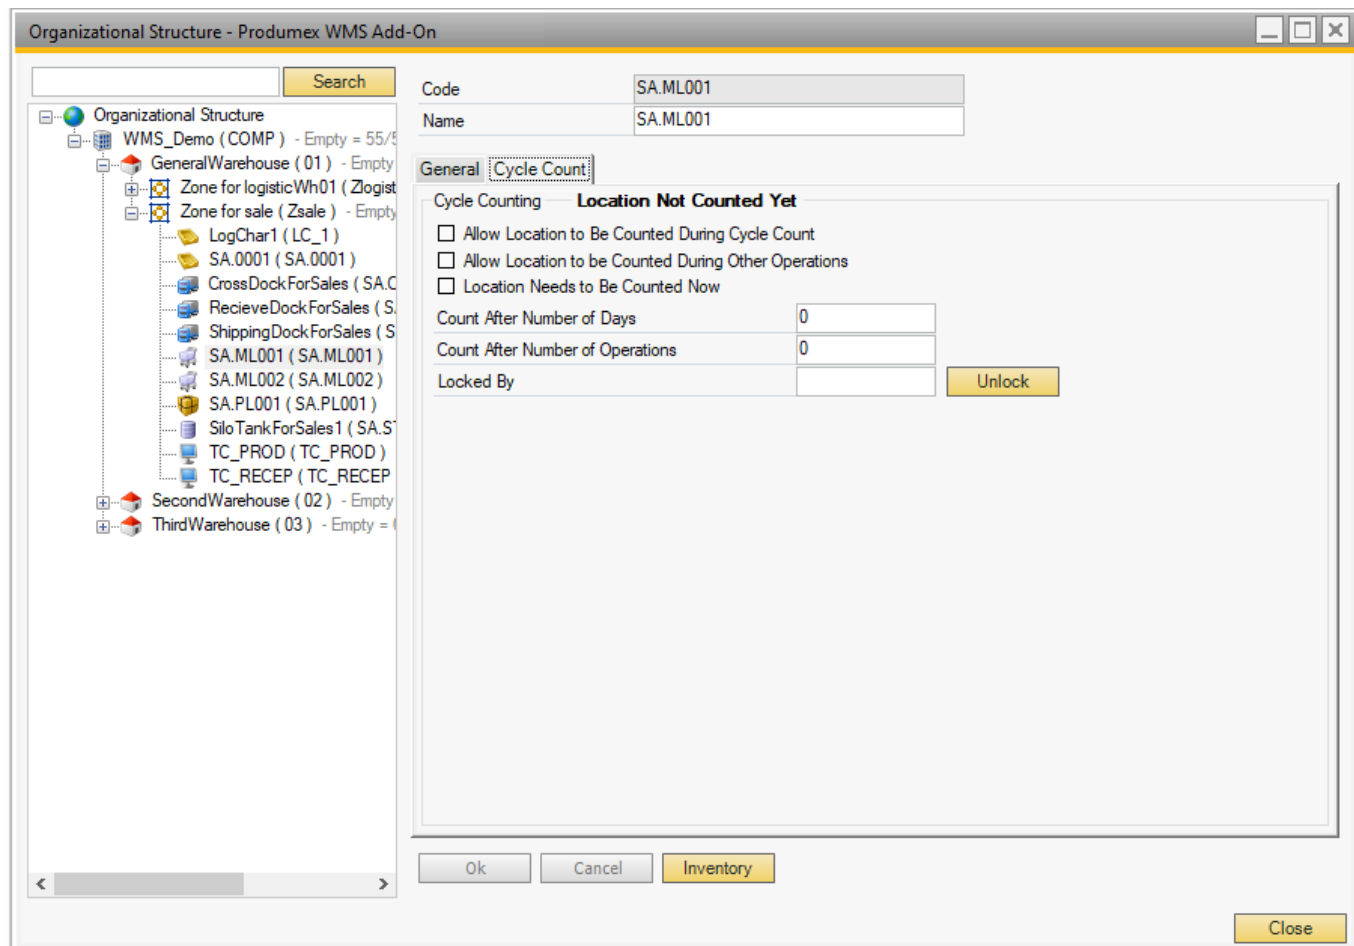 Organizational Structure - Produmex WMS Add-On
Search
Organizational Structure
WMS_Demo ( COMP ) - Empty = 55/
GeneralWarehouse ( 01 ) - Empty
Zone for logisticWh01 ( Zlogist
Zone for sale ( Zsale ) - Empty
LogChar1 ( LC_1 )
SA.0001 ( SA.0001 )
CrossDockForSales ( SA.C
RecieveDockForSales ( S
ShippingDockForSales ( S
SA.ML001 ( SA.ML001 )
SA.ML002 ( SA.ML002 )
SA.PL001 ( SA.PL001 )
SiloTankForSales1 ( SA.S
TC_PROD ( TC_PROD )
TC_RECEP ( TC_RECEP
SecondWarehouse ( 02 ) - Empty
ThirdWarehouse ( 03 ) - Empty =
Code SA.ML001
Name SA.ML001
General Cycle Count
Cycle Counting Location Not Counted Yet
Allow Location to Be Counted During Cycle Count
Allow Location to be Counted During Other Operations
Location Needs to Be Counted Now
Count After Number of Days 0
Count After Number of Operations 0
Locked By Unlock
Ok Cancel Inventory
Close